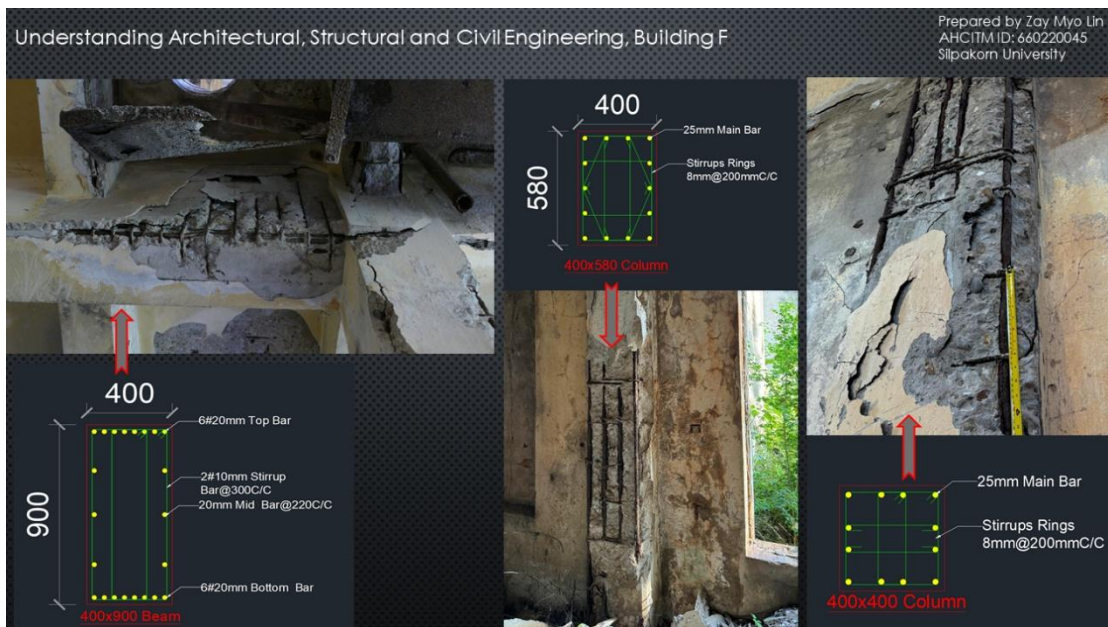 Understanding Architectural, Structural and Civil Engineering, Building F
Prepared by Zay Myo Lin
AHCITM ID: 660220045
Silpakorn University
400
580
25mm Main Bar
Stirrups Rings
8mm@200mmC/C
400x580 Column
400
900
6#20mm Top Bar
2#10mm Stirrup
Bar@300C/C
20mm Mid Bar@220C/C
6#20mm Bottom Bar
400x900 Beam
25mm Main Bar
Stirrups Rings
8mm@200mmC/C
400x400 Column